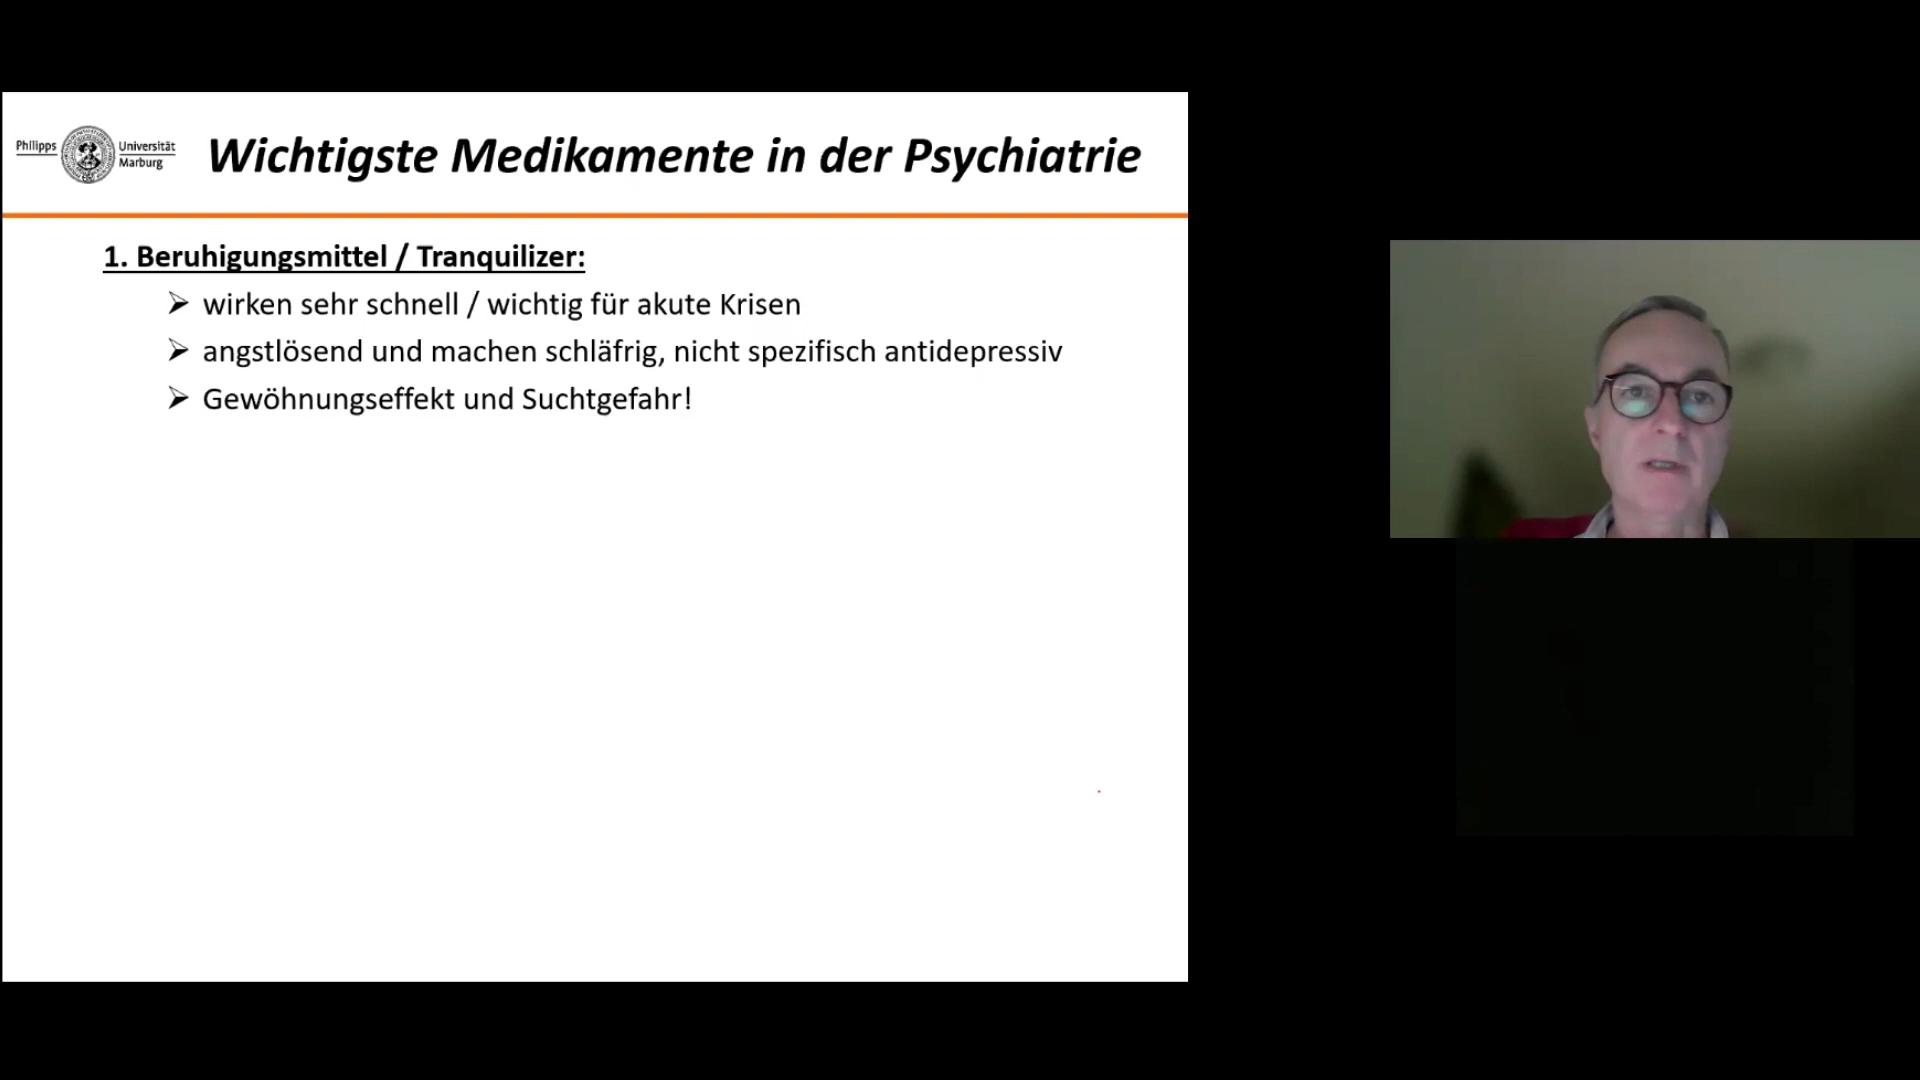 Philipps Universität Marburg
Wichtigste Medikamente in der Psychiatrie
1. Beruhigungsmittel / Tranquilizer:
➢ wirken sehr schnell / wichtig für akute Krisen
➢ angstlösend und machen schläfrig, nicht spezifisch antidepressiv
➢ Gewöhnungseffekt und Suchtgefahr!